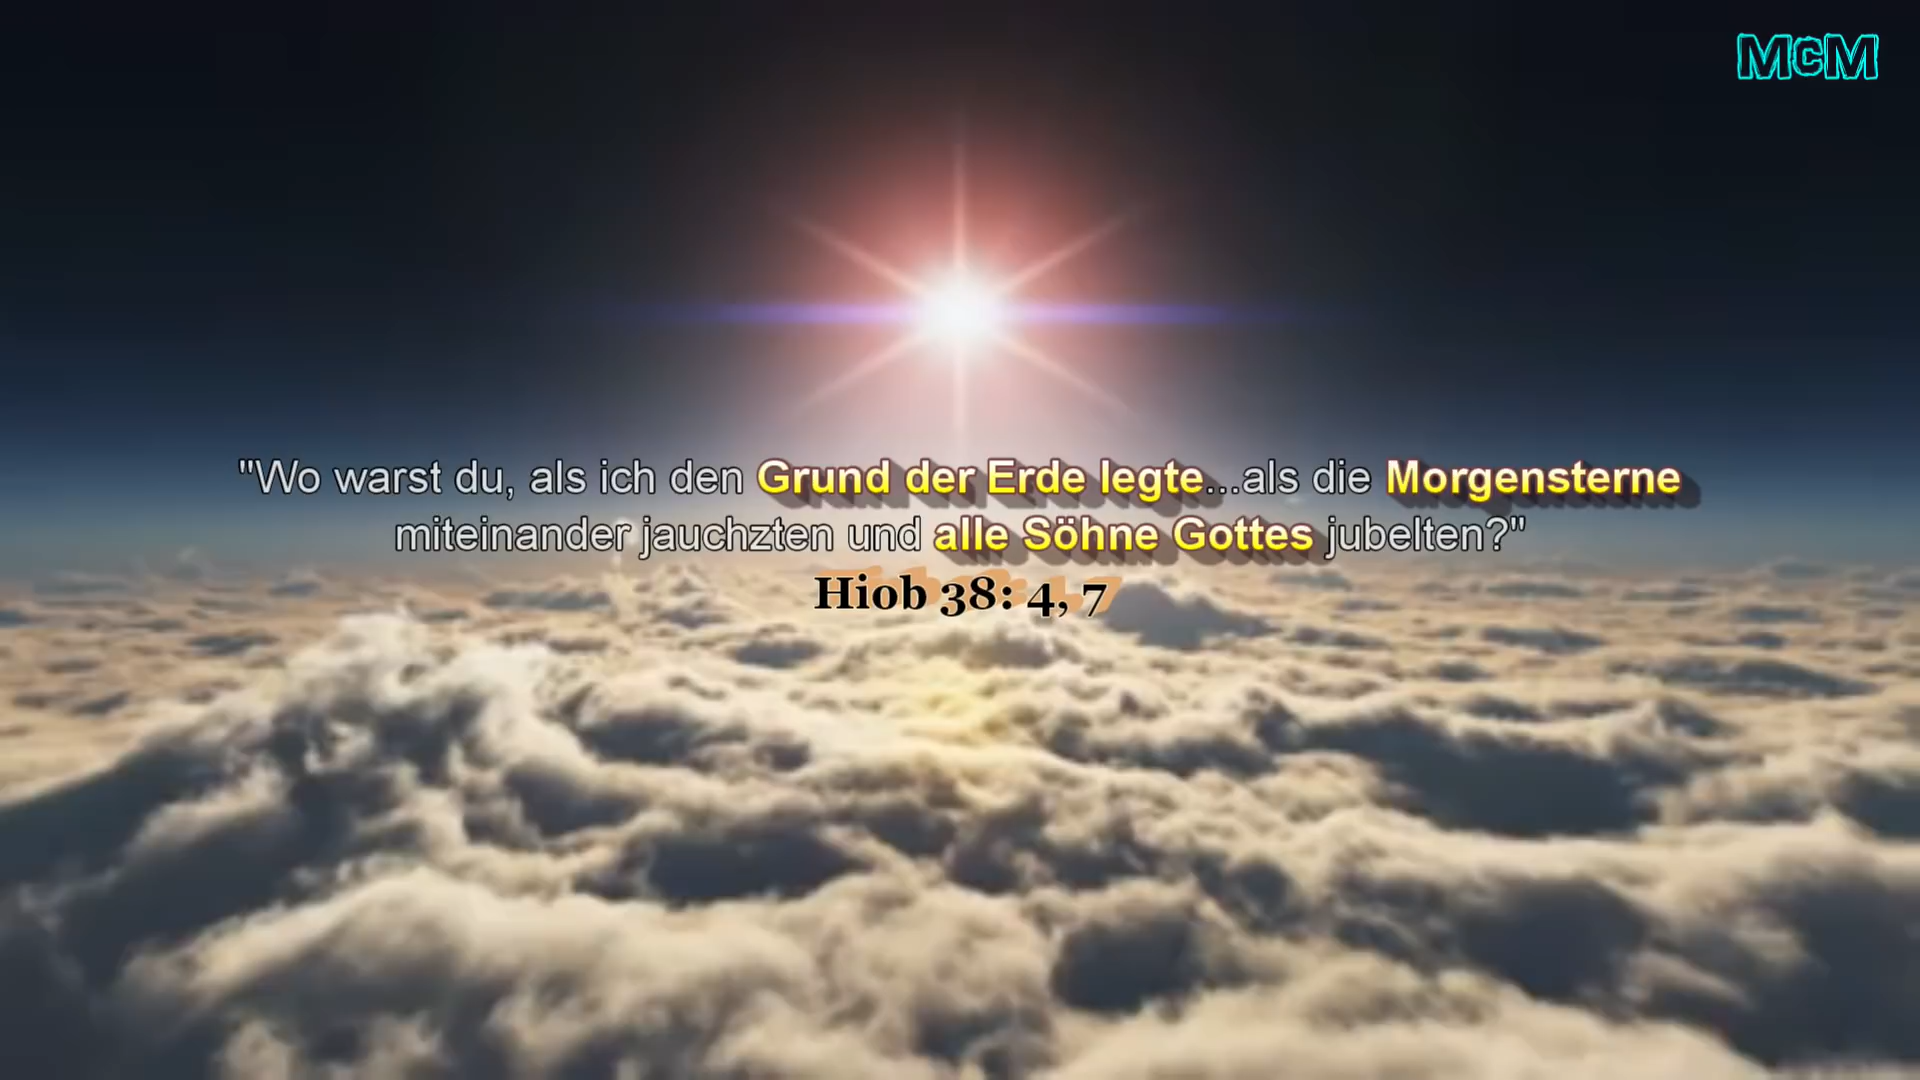 McM
"Wo warst du, als ich den Grund der Erde legte...als die Morgensterne
miteinander jauchzten und alle Söhne Gottes jubelten?"
Hiob 38: 4, 7